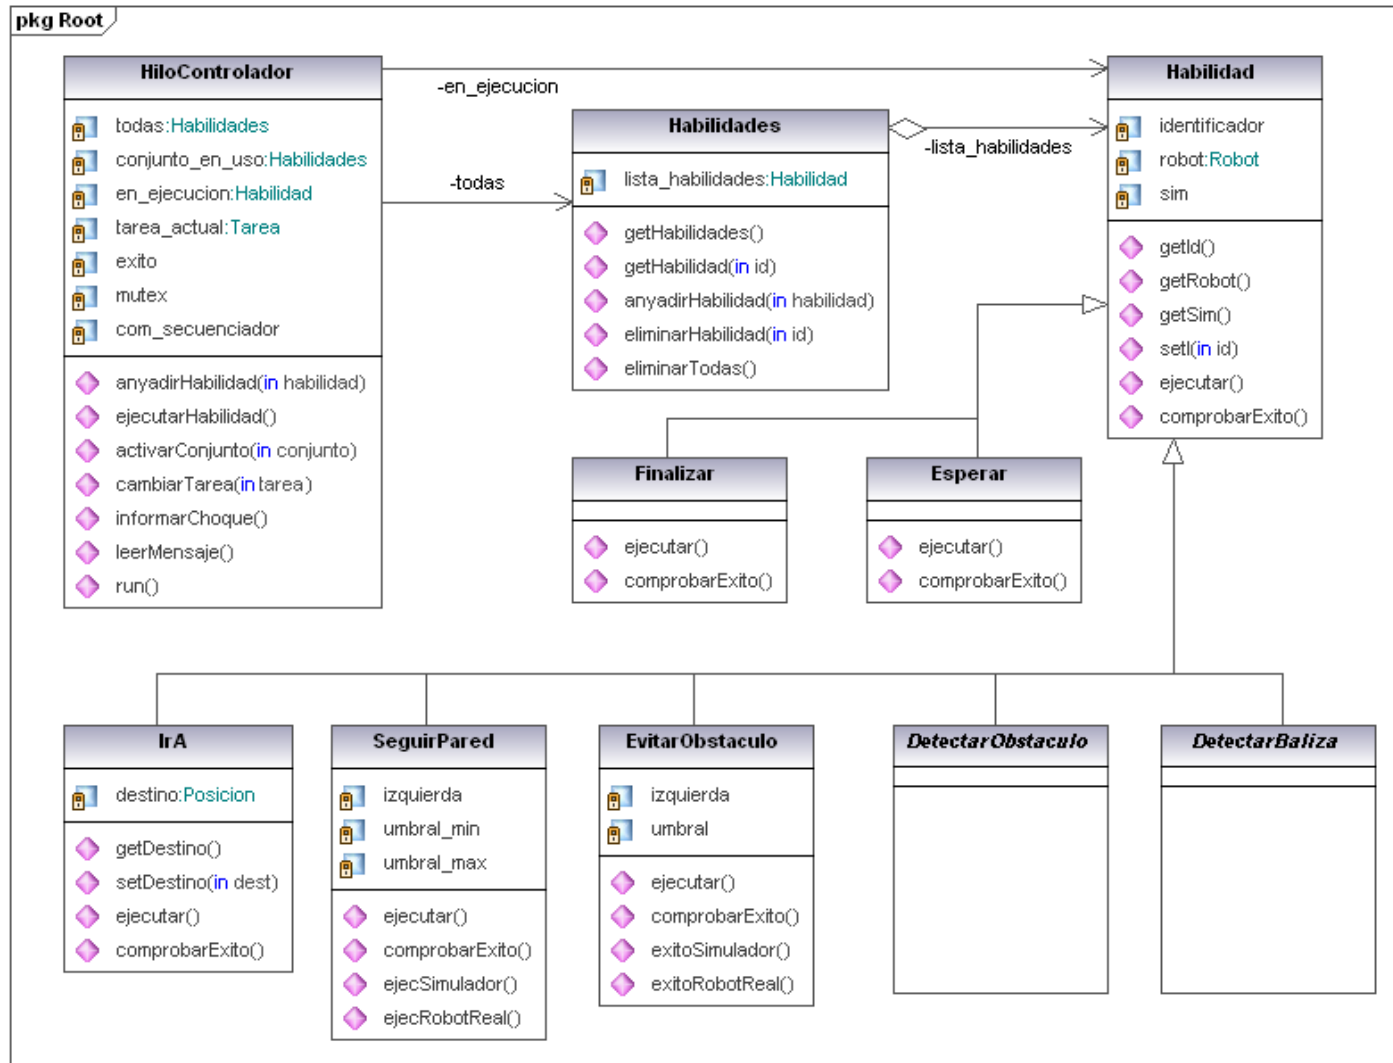 pkg Root
HiloControlador
todas:Habilidades
conjunto_en_uso:Habilidades
en_ejecucion:Habilidad
tarea_actual:Tarea
exito
mutex
com_secuenciador
anyadirHabilidad(in habilidad)
ejecutarHabilidad()
activarConjunto(in conjunto)
cambiarTarea(in tarea)
informarChoque()
leerMensaje()
run()
-en_ejecucion
-todas
Habilidades
lista_habilidades:Habilidad
getHabilidades()
getHabilidad(in id)
anyadirHabilidad(in habilidad)
eliminarHabilidad(in id)
eliminarTodas()
-lista_habilidades
Habilidad
identificador
robot:Robot
sim
getId()
getRobot()
getSim()
setI(in id)
ejecutar()
comprobarExito()
Finalizar
ejecutar()
comprobarExito()
Esperar
ejecutar()
comprobarExito()
IrA
destino:Posicion
getDestino()
setDestino(in dest)
ejecutar()
comprobarExito()
SeguirPared
izquierda
umbral_min
umbral_max
ejecutar()
comprobarExito()
ejecSimulador()
ejecRobotReal()
EvitarObstaculo
izquierda
umbral
ejecutar()
comprobarExito()
exitoSimulador()
exitoRobotReal()
DetectarObstaculo
DetectarBaliza